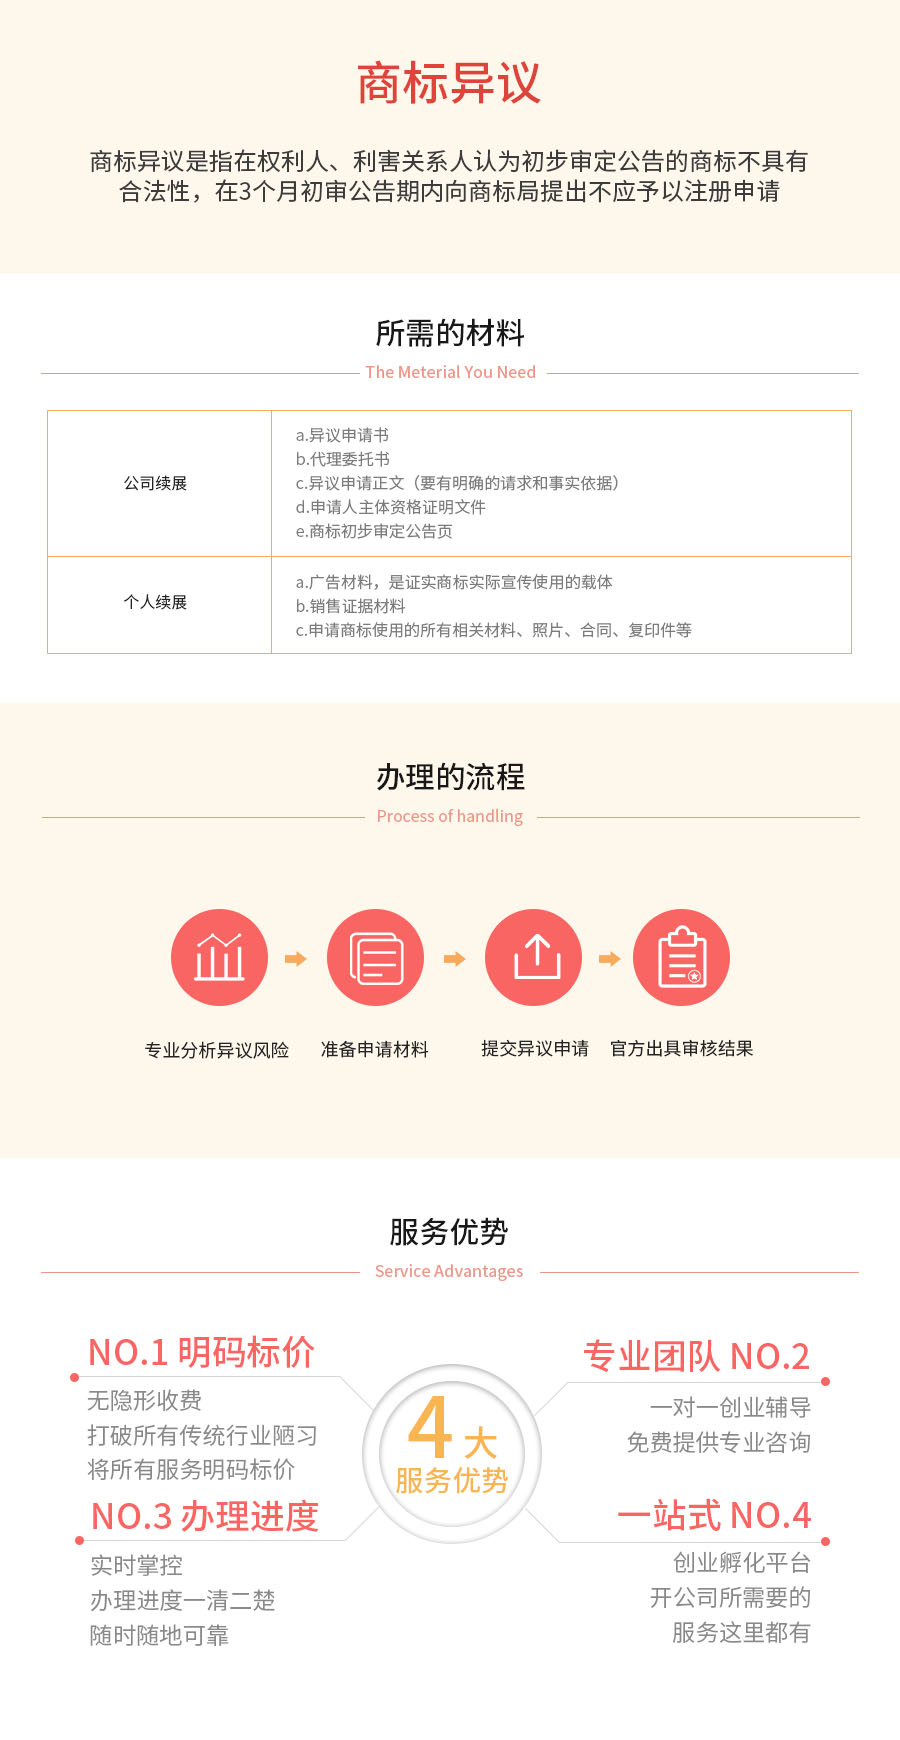 商标异议
商标异议是指在权利人、利害关系人认为初步审定公告的商标不具有
合法性，在3个月初审公告期内向商标局提出不应予以注册申请
所需的材料
The Meterial You Need
公司续展
a.异议申请书
b.代理委托书
c.异议申请正文（要有明确的请求和事实依据）
d.申请人主体资格证明文件
e.商标初步审定公告页
个人续展
a.广告材料，是证实商标实际宣传使用的载体
b.销售证据材料
c.申请商标使用的所有相关材料、照片、合同、复印件等
办理的流程
Process of handling
专业分析异议风险
准备申请材料
提交异议申请
官方出具审核结果
服务优势
Service Advantages
NO.1 明码标价
无隐形收费
打破所有传统行业陋习
将所有服务明码标价
专业团队 NO.2
一对一创业辅导
免费提供专业咨询
4 大
服务优势
NO.3 办理进度
实时掌控
办理进度一清二楚
随时随地可靠
一站式 NO.4
创业孵化平台
开公司所需要的
服务这里都有